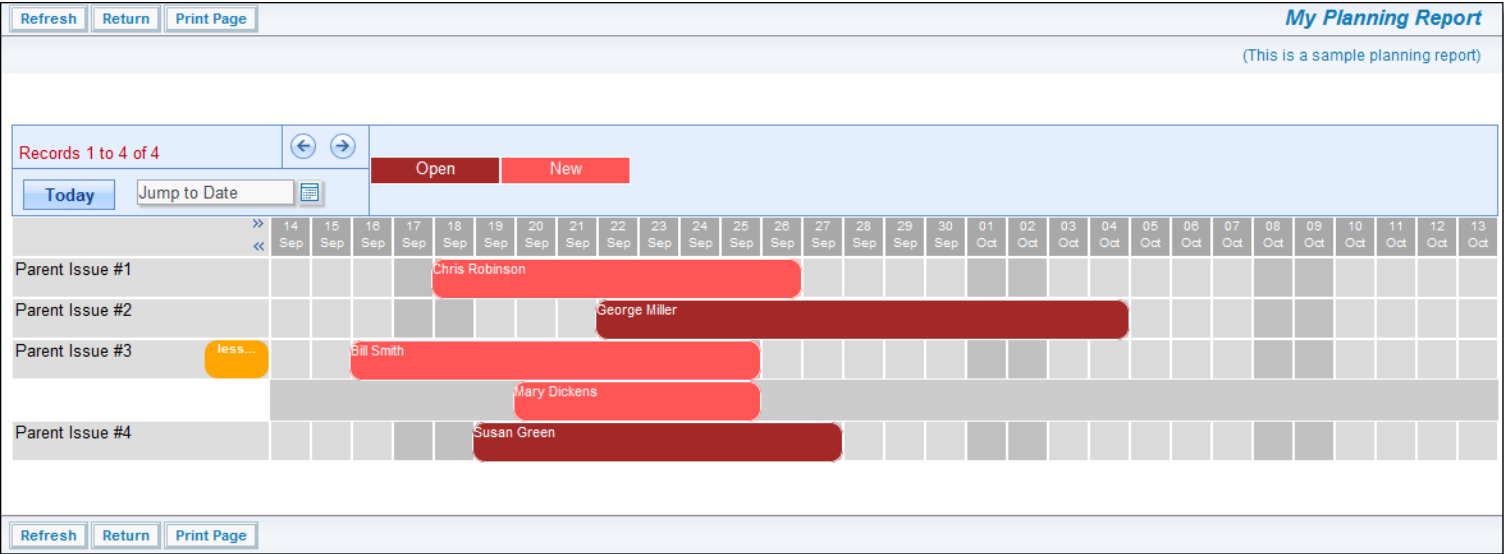 Refresh Return Print Page My Planning Report
(This is a sample planning report)
Records 1 to 4 of 4
Open New
Today Jump to Date
» 14 15 16 17 18 19 20 21 22 23 24 25 26 27 28 29 30 01 02 03 04 05 06 07 08 09 10 11 12 13
« Sep Sep Sep Sep Sep Sep Sep Sep Sep Sep Sep Sep Sep Sep Sep Sep Sep Oct Oct Oct Oct Oct Oct Oct Oct Oct Oct Oct Oct Oct
Parent Issue #1 Chris Robinson
Parent Issue #2 George Miller
Parent Issue #3 less... Bill Smith
Mary Dickens
Parent Issue #4 Susan Green
Refresh Return Print Page